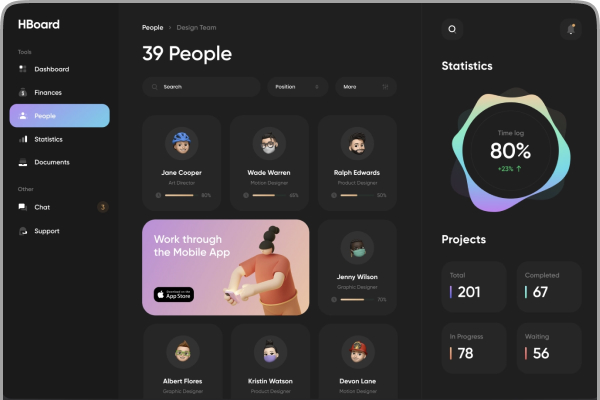 HBoard
Tools
Dashboard
Finances
People
Statistics
Documents
Other
Chat
3
Support
People
Design Team
39 People
Search
Position
More
Jane Cooper
Art Director
80%
Wade Warren
Motion Designer
65%
Ralph Edwards
Product Designer
50%
Work through
the Mobile App
Download on the
App Store
Jenny Wilson
Graphic Designer
70%
Albert Flores
Graphic Designer
Kristin Watson
Product Designer
Devon Lane
Motion Designer
Statistics
Time log
80%
+23% ↑
Projects
Total
201
Completed
67
In Progress
78
Waiting
56